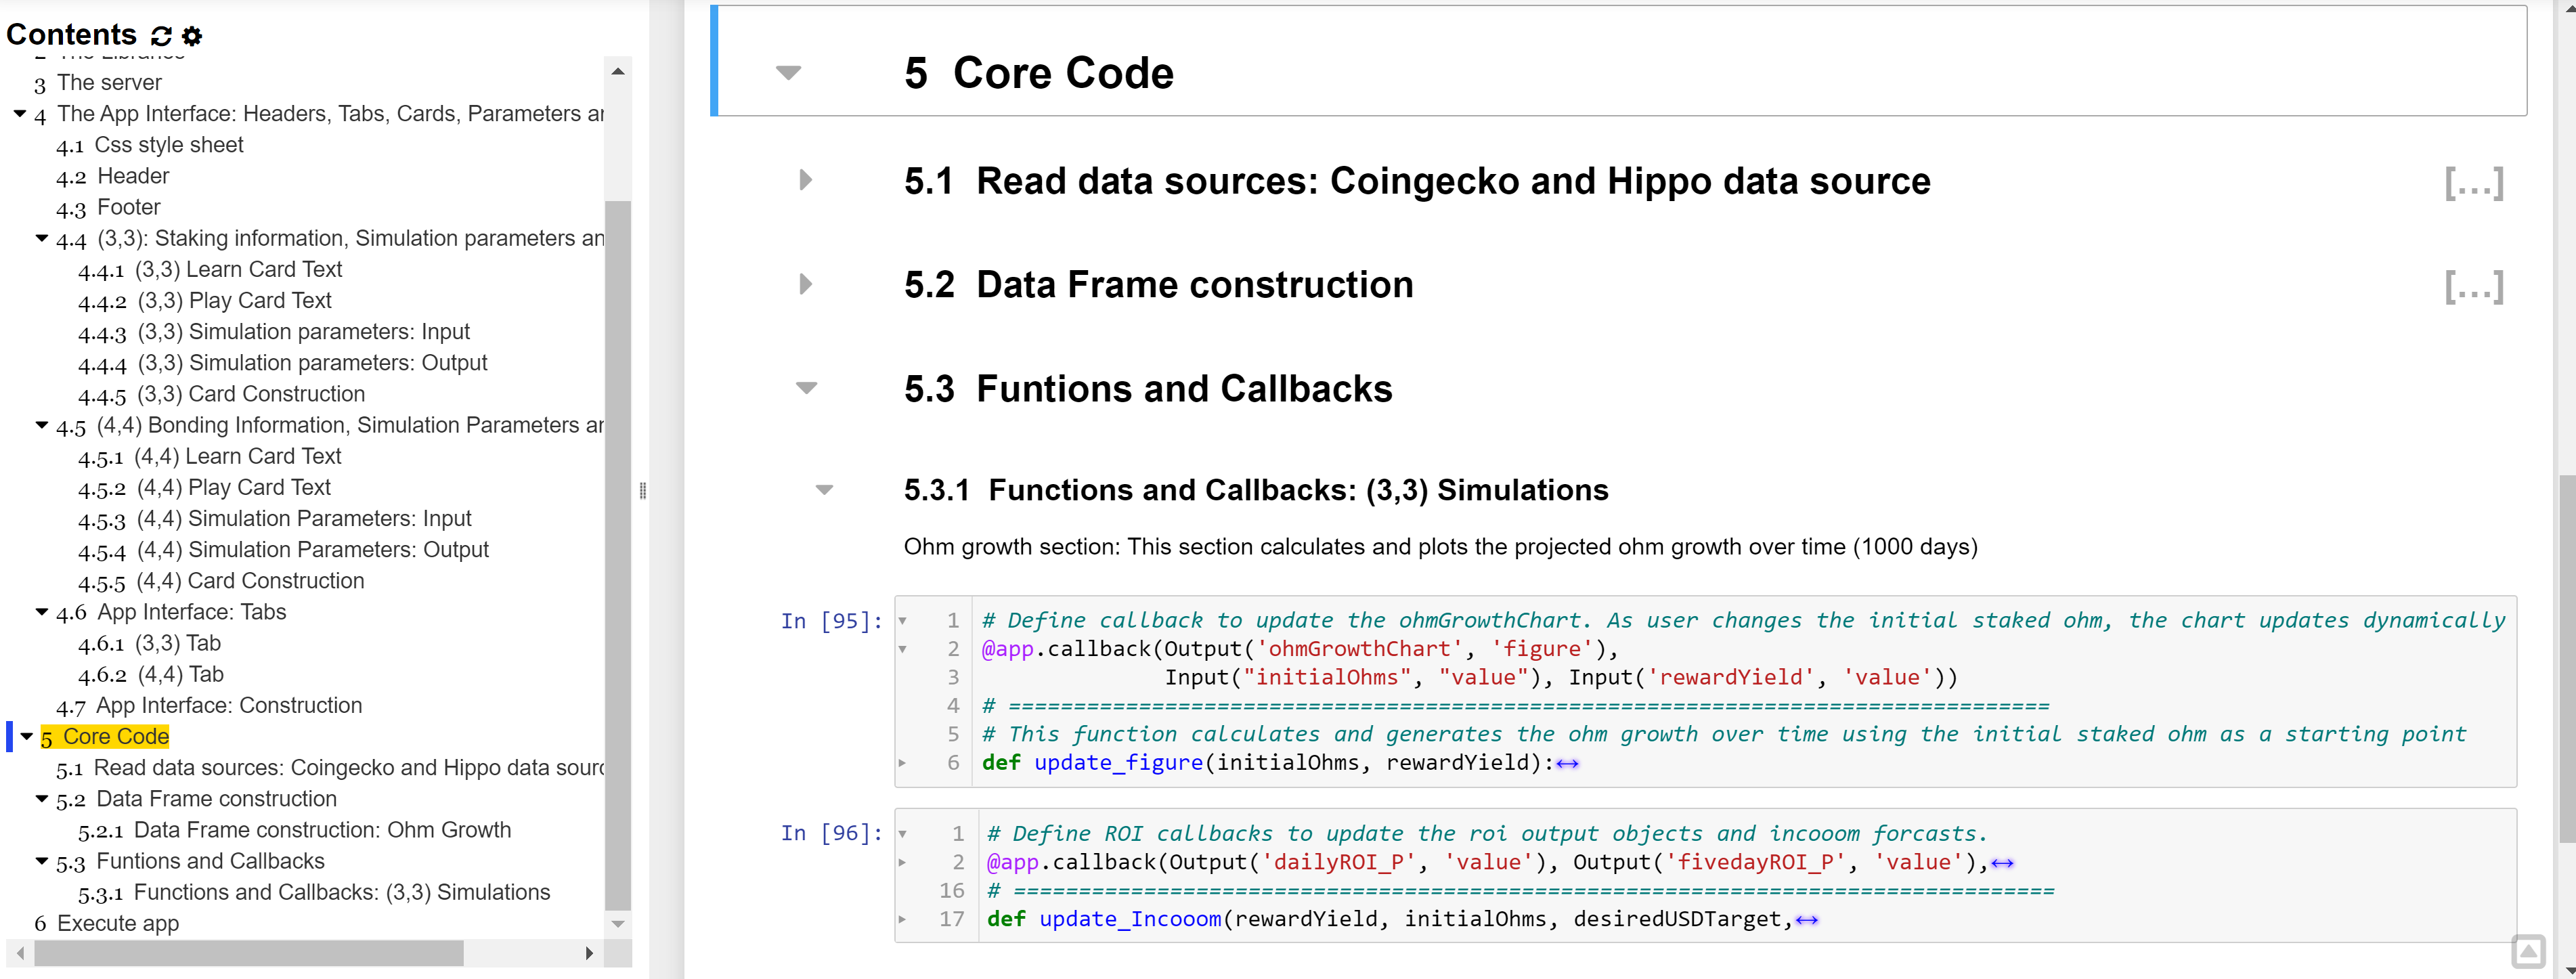 Contents
2 The Libraries
3 The server
4 The App Interface: Headers, Tabs, Cards, Parameters ar
4.1 Css style sheet
4.2 Header
4.3 Footer
4.4 (3,3): Staking information, Simulation parameters an
4.4.1 (3,3) Learn Card Text
4.4.2 (3,3) Play Card Text
4.4.3 (3,3) Simulation parameters: Input
4.4.4 (3,3) Simulation parameters: Output
4.4.5 (3,3) Card Construction
4.5 (4,4) Bonding Information, Simulation Parameters ar
4.5.1 (4,4) Learn Card Text
4.5.2 (4,4) Play Card Text
4.5.3 (4,4) Simulation Parameters: Input
4.5.4 (4,4) Simulation Parameters: Output
4.5.5 (4,4) Card Construction
4.6 App Interface: Tabs
4.6.1 (3,3) Tab
4.6.2 (4,4) Tab
4.7 App Interface: Construction
5 Core Code
5.1 Read data sources: Coingecko and Hippo data sourc
5.2 Data Frame construction
5.2.1 Data Frame construction: Ohm Growth
5.3 Funtions and Callbacks
5.3.1 Functions and Callbacks: (3,3) Simulations
6 Execute app
5 Core Code
5.1 Read data sources: Coingecko and Hippo data source [...]
5.2 Data Frame construction [...]
5.3 Funtions and Callbacks
5.3.1 Functions and Callbacks: (3,3) Simulations
Ohm growth section: This section calculates and plots the projected ohm growth over time (1000 days)
In [95]:
1 # Define callback to update the ohmGrowthChart. As user changes the initial staked ohm, the chart updates dynamically
2 @app.callback(Output('ohmGrowthChart', 'figure'),
3 Input("initialOhms", "value"), Input('rewardYield', 'value'))
4 # ================================================================================
5 # This function calculates and generates the ohm growth over time using the initial staked ohm as a starting point
6 def update_figure(initialOhms, rewardYield):↔
In [96]:
1 # Define ROI callbacks to update the roi output objects and incooom forcasts.
2 @app.callback(Output('dailyROI_P', 'value'), Output('fivedayROI_P', 'value'),↔
16 # ================================================================================
17 def update_Incooom(rewardYield, initialOhms, desiredUSDTarget,↔